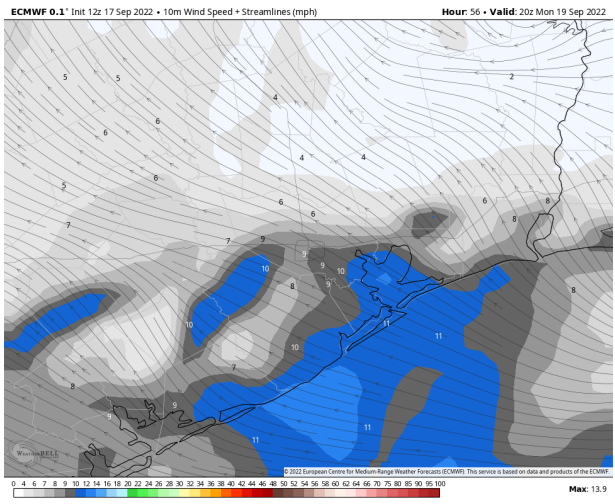 ECMWF 0.1° Init 12z 17 Sep 2022 • 10m Wind Speed + Streamlines (mph)
Hour: 56 • Valid: 20z Mon 19 Sep 2022
5 5 4 2
6 6
4 4
5 6
7 6 6 6 8 8
7 9 9 9
10 10 8 9 8
10 11 11
10
7
8
9 9
11 11
WEATHERBELL
© 2022 European Centre for Medium-Range Weather Forecasts (ECMWF). This service is based on data and products of the ECMWF.
0 4 6 7 8 9 10 12 14 16 18 20 22 24 26 28 30 32 34 36 38 40 42 44 46 48 50 52 54 56 58 60 62 64 66 70 75 80 85 90 95 100
Max: 13.9